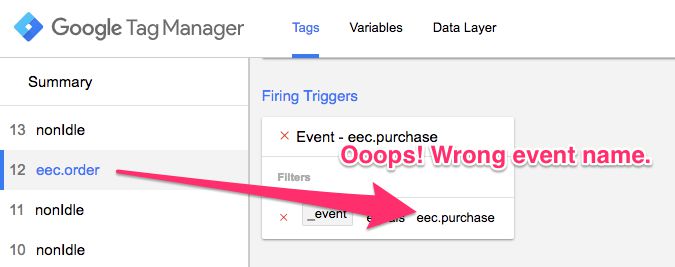 Google Tag Manager
Tags Variables Data Layer
Summary
Firing Triggers
13 nonIdle
× Event - eec.purchase
Ooops! Wrong event name.
12 eec.order
Filters
11 nonIdle
× _event eec.purchase
10 nonIdle